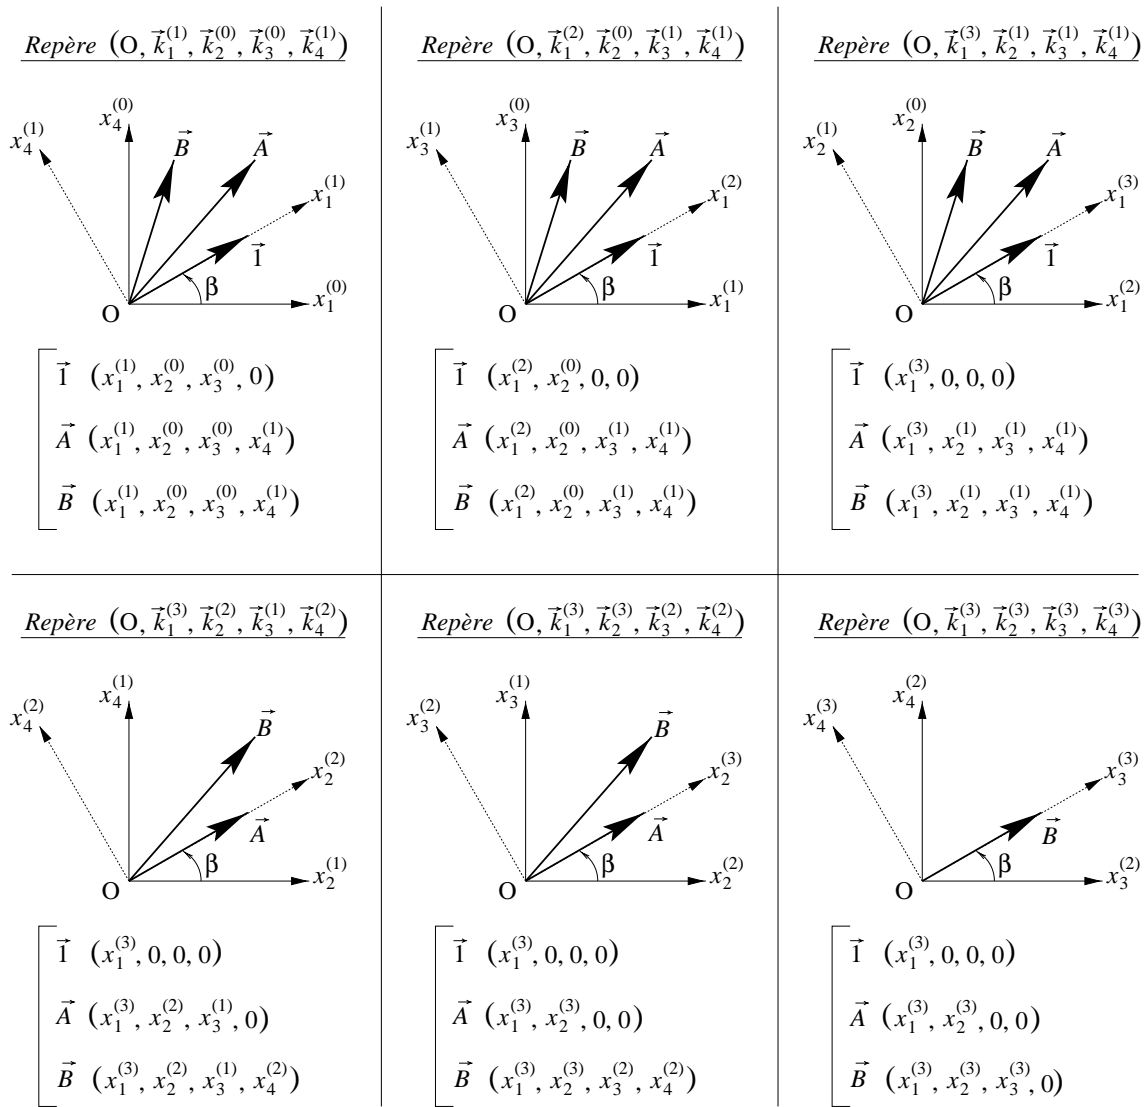 Repère (O, k⃗₁⁽¹⁾, k⃗₂⁽⁰⁾, k⃗₃⁽⁰⁾, k⃗₄⁽¹⁾)
x₄⁽⁰⁾
x₄⁽¹⁾
B⃗
A⃗
x₁⁽¹⁾
1⃗
β
O
x₁⁽⁰⁾
1⃗ (x₁⁽¹⁾, x₂⁽⁰⁾, x₃⁽⁰⁾, 0)
A⃗ (x₁⁽¹⁾, x₂⁽⁰⁾, x₃⁽⁰⁾, x₄⁽¹⁾)
B⃗ (x₁⁽¹⁾, x₂⁽⁰⁾, x₃⁽⁰⁾, x₄⁽¹⁾)
Repère (O, k⃗₁⁽²⁾, k⃗₂⁽⁰⁾, k⃗₃⁽¹⁾, k⃗₄⁽¹⁾)
x₃⁽⁰⁾
x₃⁽¹⁾
B⃗
A⃗
x₁⁽²⁾
1⃗
β
O
x₁⁽¹⁾
1⃗ (x₁⁽²⁾, x₂⁽⁰⁾, 0, 0)
A⃗ (x₁⁽²⁾, x₂⁽⁰⁾, x₃⁽¹⁾, x₄⁽¹⁾)
B⃗ (x₁⁽²⁾, x₂⁽⁰⁾, x₃⁽¹⁾, x₄⁽¹⁾)
Repère (O, k⃗₁⁽³⁾, k⃗₂⁽¹⁾, k⃗₃⁽¹⁾, k⃗₄⁽¹⁾)
x₂⁽⁰⁾
x₂⁽¹⁾
B⃗
A⃗
x₁⁽³⁾
1⃗
β
O
x₁⁽²⁾
1⃗ (x₁⁽³⁾, 0, 0, 0)
A⃗ (x₁⁽³⁾, x₂⁽¹⁾, x₃⁽¹⁾, x₄⁽¹⁾)
B⃗ (x₁⁽³⁾, x₂⁽¹⁾, x₃⁽¹⁾, x₄⁽¹⁾)
Repère (O, k⃗₁⁽³⁾, k⃗₂⁽²⁾, k⃗₃⁽¹⁾, k⃗₄⁽²⁾)
x₄⁽¹⁾
x₄⁽²⁾
B⃗
x₂⁽²⁾
A⃗
β
O
x₂⁽¹⁾
1⃗ (x₁⁽³⁾, 0, 0, 0)
A⃗ (x₁⁽³⁾, x₂⁽²⁾, x₃⁽¹⁾, 0)
B⃗ (x₁⁽³⁾, x₂⁽²⁾, x₃⁽¹⁾, x₄⁽²⁾)
Repère (O, k⃗₁⁽³⁾, k⃗₂⁽³⁾, k⃗₃⁽²⁾, k⃗₄⁽²⁾)
x₃⁽¹⁾
x₃⁽²⁾
B⃗
x₂⁽³⁾
A⃗
β
O
x₂⁽²⁾
1⃗ (x₁⁽³⁾, 0, 0, 0)
A⃗ (x₁⁽³⁾, x₂⁽³⁾, 0, 0)
B⃗ (x₁⁽³⁾, x₂⁽³⁾, x₃⁽²⁾, x₄⁽²⁾)
Repère (O, k⃗₁⁽³⁾, k⃗₂⁽³⁾, k⃗₃⁽³⁾, k⃗₄⁽³⁾)
x₄⁽²⁾
x₄⁽³⁾
x₃⁽³⁾
B⃗
β
O
x₃⁽²⁾
1⃗ (x₁⁽³⁾, 0, 0, 0)
A⃗ (x₁⁽³⁾, x₂⁽³⁾, 0, 0)
B⃗ (x₁⁽³⁾, x₂⁽³⁾, x₃⁽³⁾, 0)